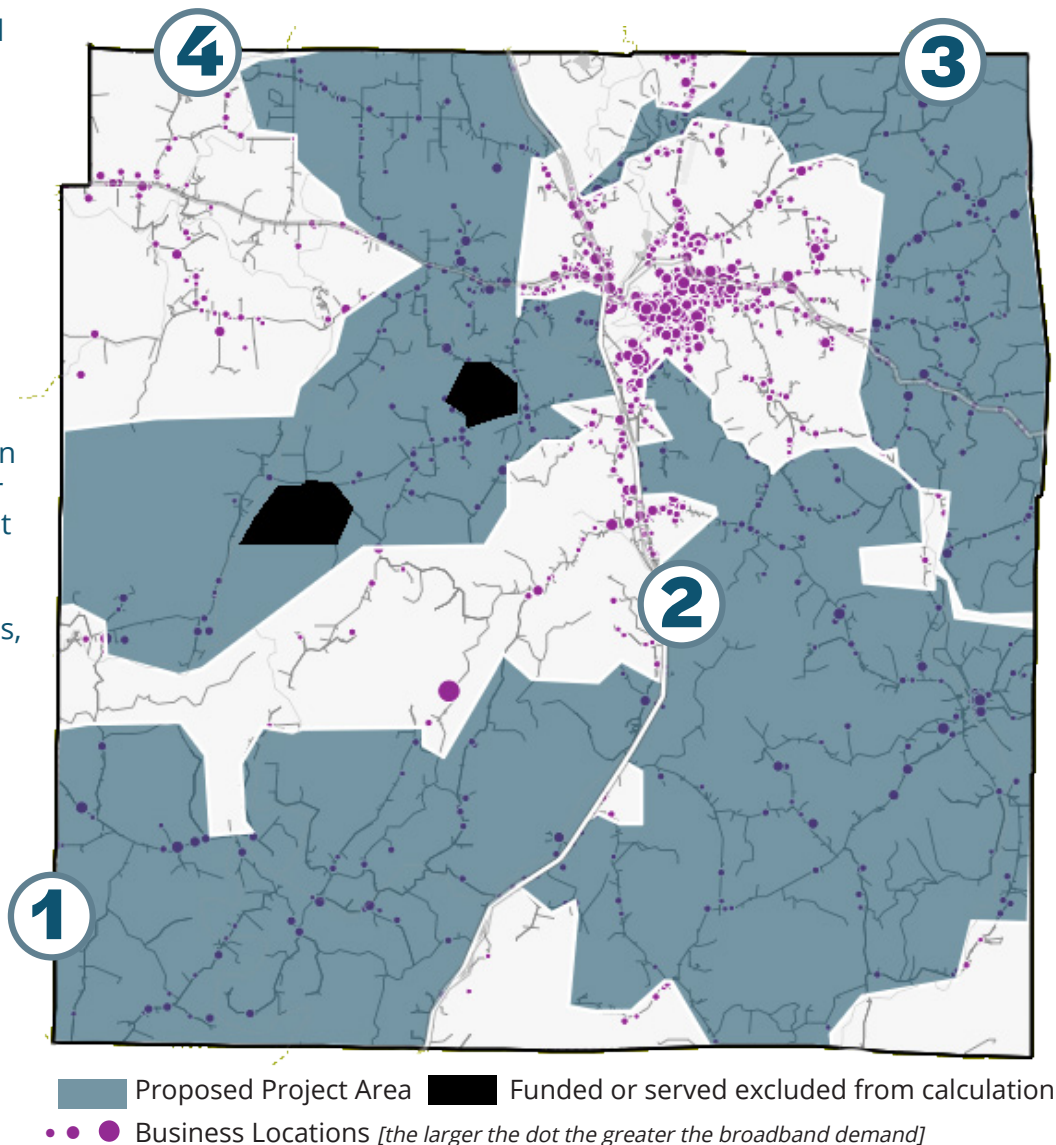 4
3
n
t
s,
2
1
Proposed Project Area Funded or served excluded from calculation
Business Locations [the larger the dot the greater the broadband demand]